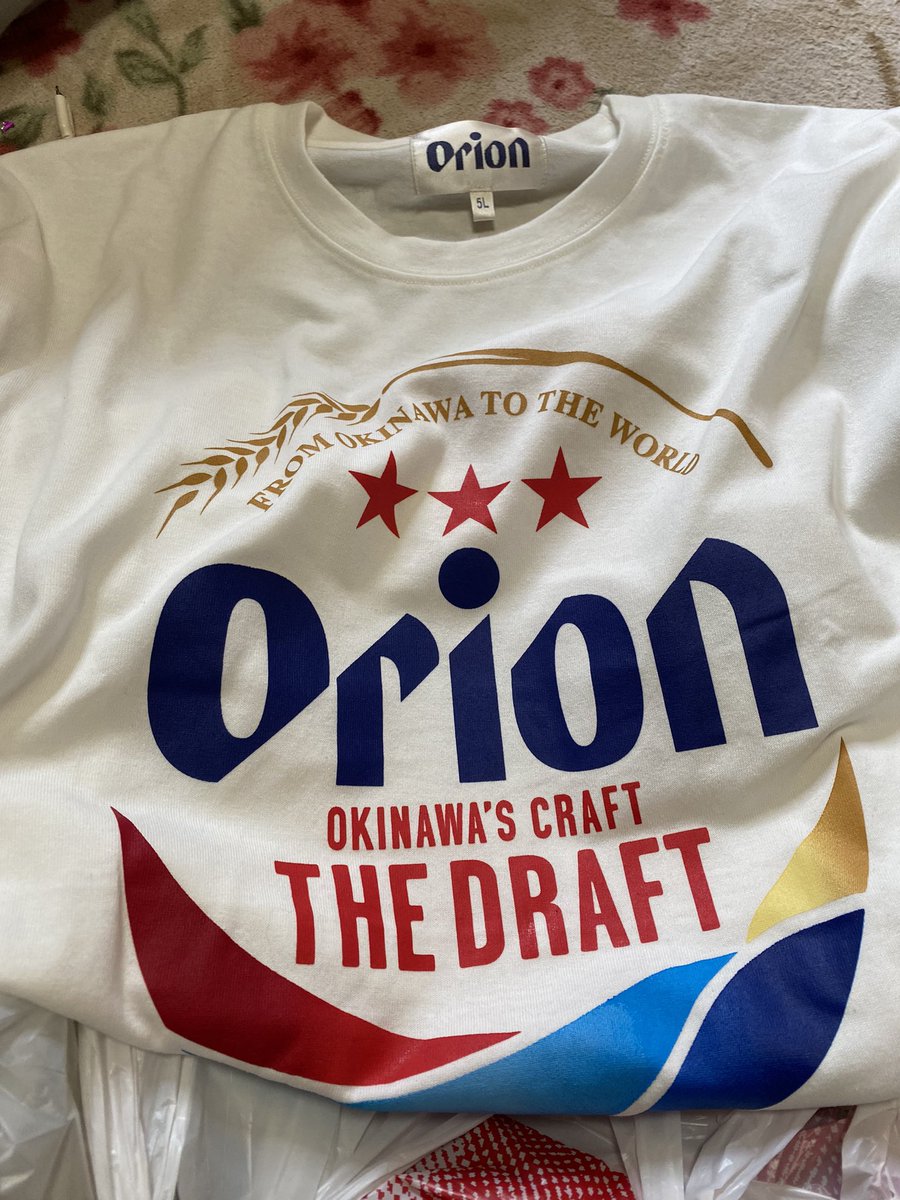 Orion
5L
FROM OKINAWA TO THE WORLD
Orion
OKINAWA'S CRAFT
THE DRAFT